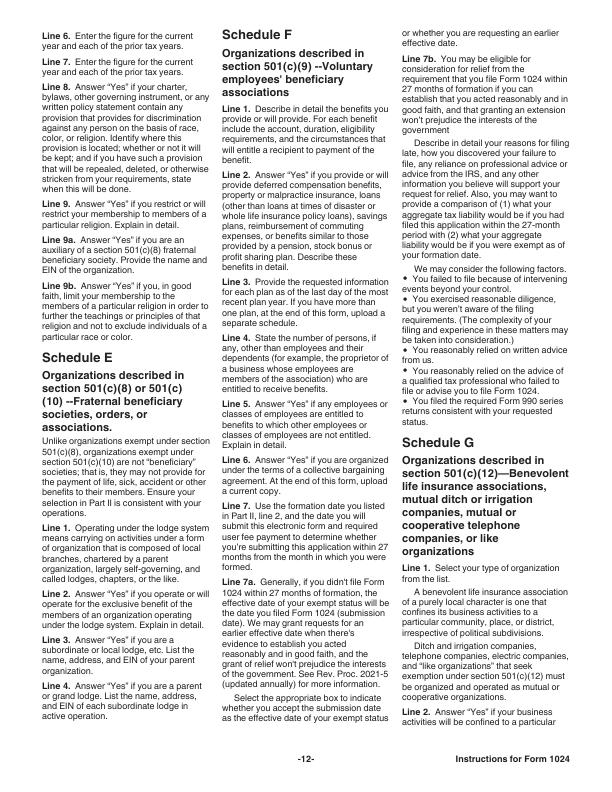 Line 6. Enter the figure for the current
year and each of the prior tax years.
Line 7. Enter the figure for the current
year and each of the prior tax years.
Line 8. Answer “Yes” if your charter,
bylaws, other governing instrument, or any
written policy statement contain any
provision that provides for discrimination
against any person on the basis of race,
color, or religion. Identify where this
provision is located; whether or not it will
be kept; and if you have such a provision
that will be repealed, deleted, or otherwise
stricken from your requirements, state
when this will be done.
Line 9. Answer “Yes” if you restrict or will
restrict your membership to members of a
particular religion. Explain in detail.
Line 9a. Answer “Yes” if you are an
auxiliary of a section 501(c)(8) fraternal
beneficiary society. Provide the name and
EIN of the organization.
Line 9b. Answer “Yes” if you, in good
faith, limit your membership to the
members of a particular religion in order to
further the teachings or principles of that
religion and not to exclude individuals of a
particular race or color.
Schedule E
Organizations described in
section 501(c)(8) or 501(c)
(10) --Fraternal beneficiary
societies, orders, or
associations.
Unlike organizations exempt under section
501(c)(8), organizations exempt under
section 501(c)(10) are not “beneficiary”
societies; that is, they may not provide for
the payment of life, sick, accident or other
benefits to their members. Ensure your
selection in Part II is consistent with your
operations.
Line 1. Operating under the lodge system
means carrying on activities under a form
of organization that is composed of local
branches, chartered by a parent
organization, largely self-governing, and
called lodges, chapters, or the like.
Line 2. Answer “Yes” if you operate or will
operate for the exclusive benefit of the
members of an organization operating
under the lodge system. Explain in detail.
Line 3. Answer “Yes” if you are a
subordinate or local lodge, etc. List the
name, address, and EIN of your parent
organization.
Line 4. Answer “Yes” if you are a parent
or grand lodge. List the name, address,
and EIN of each subordinate lodge in
active operation.
Schedule F
Organizations described in
section 501(c)(9) --Voluntary
employees' beneficiary
associations
Line 1. Describe in detail the benefits you
provide or will provide. For each benefit
include the account, duration, eligibility
requirements, and the circumstances that
will entitle a recipient to payment of the
benefit.
Line 2. Answer “Yes” if you provide or will
provide deferred compensation benefits,
property or malpractice insurance, loans
(other than loans at times of disaster or
whole life insurance policy loans), savings
plans, reimbursement of commuting
expenses, or benefits similar to those
provided by a pension, stock bonus or
profit sharing plan. Describe these
benefits in detail.
Line 3. Provide the requested information
for each plan as of the last day of the most
recent plan year. If you have more than
one plan, at the end of this form, upload a
separate schedule.
Line 4. State the number of persons, if
any, other than employees and their
dependents (for example, the proprietor of
a business whose employees are
members of the association) who are
entitled to receive benefits.
Line 5. Answer “Yes” if any employees or
classes of employees are entitled to
benefits to which other employees or
classes of employees are not entitled.
Explain in detail.
Line 6. Answer “Yes” if you are organized
under the terms of a collective bargaining
agreement. At the end of this form, upload
a current copy.
Line 7. Use the formation date you listed
in Part II, line 2, and the date you will
submit this electronic form and required
user fee payment to determine whether
you're submitting this application within 27
months from the month in which you were
formed.
Line 7a. Generally, if you didn't file Form
1024 within 27 months of formation, the
effective date of your exempt status will be
the date you filed Form 1024 (submission
date). We may grant requests for an
earlier effective date when there's
evidence to establish you acted
reasonably and in good faith, and the
grant of relief won't prejudice the interests
of the government. See Rev. Proc. 2021-5
(updated annually) for more information.
Select the appropriate box to indicate
whether you accept the submission date
as the effective date of your exempt status
or whether you are requesting an earlier
effective date.
Line 7b. You may be eligible for
consideration for relief from the
requirement that you file Form 1024 within
27 months of formation if you can
establish that you acted reasonably and in
good faith, and that granting an extension
won't prejudice the interests of the
government
Describe in detail your reasons for filing
late, how you discovered your failure to
file, any reliance on professional advice or
advice from the IRS, and any other
information you believe will support your
request for relief. Also, you may want to
provide a comparison of (1) what your
aggregate tax liability would be if you had
filed this application within the 27-month
period with (2) what your aggregate
liability would be if you were exempt as of
your formation date.
We may consider the following factors.
• You failed to file because of intervening
events beyond your control.
• You exercised reasonable diligence,
but you weren't aware of the filing
requirements. (The complexity of your
filing and experience in these matters may
be taken into consideration.)
• You reasonably relied on written advice
from us.
• You reasonably relied on the advice of
a qualified tax professional who failed to
file or advise you to file Form 1024.
• You filed the required Form 990 series
returns consistent with your requested
status.
Schedule G
Organizations described in
section 501(c)(12)—Benevolent
life insurance associations,
mutual ditch or irrigation
companies, mutual or
cooperative telephone
companies, or like
organizations
Line 1. Select your type of organization
from the list.
A benevolent life insurance association
of a purely local character is one that
confines its business activities to a
particular community, place, or district,
irrespective of political subdivisions.
Ditch and irrigation companies,
telephone companies, electric companies,
and “like organizations” that seek
exemption under section 501(c)(12) must
be organized and operated as mutual or
cooperative organizations.
Line 2. Answer “Yes” if your business
activities will be confined to a particular
-12-
Instructions for Form 1024